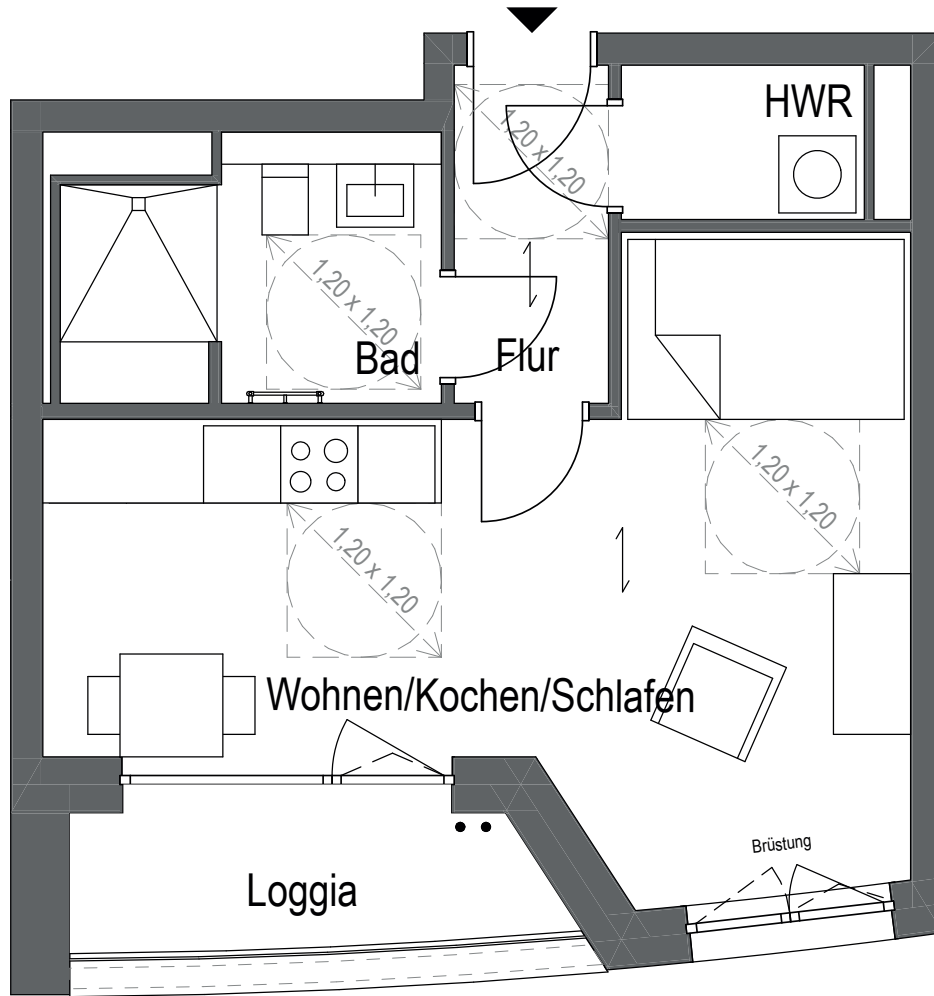 HWR
1,20 x 1,20
1,20 x 1,20
Bad
Flur
1,20 x 1,20
1,20 x 1,20
Wohnen/Kochen/Schlafen
Brüstung
Loggia